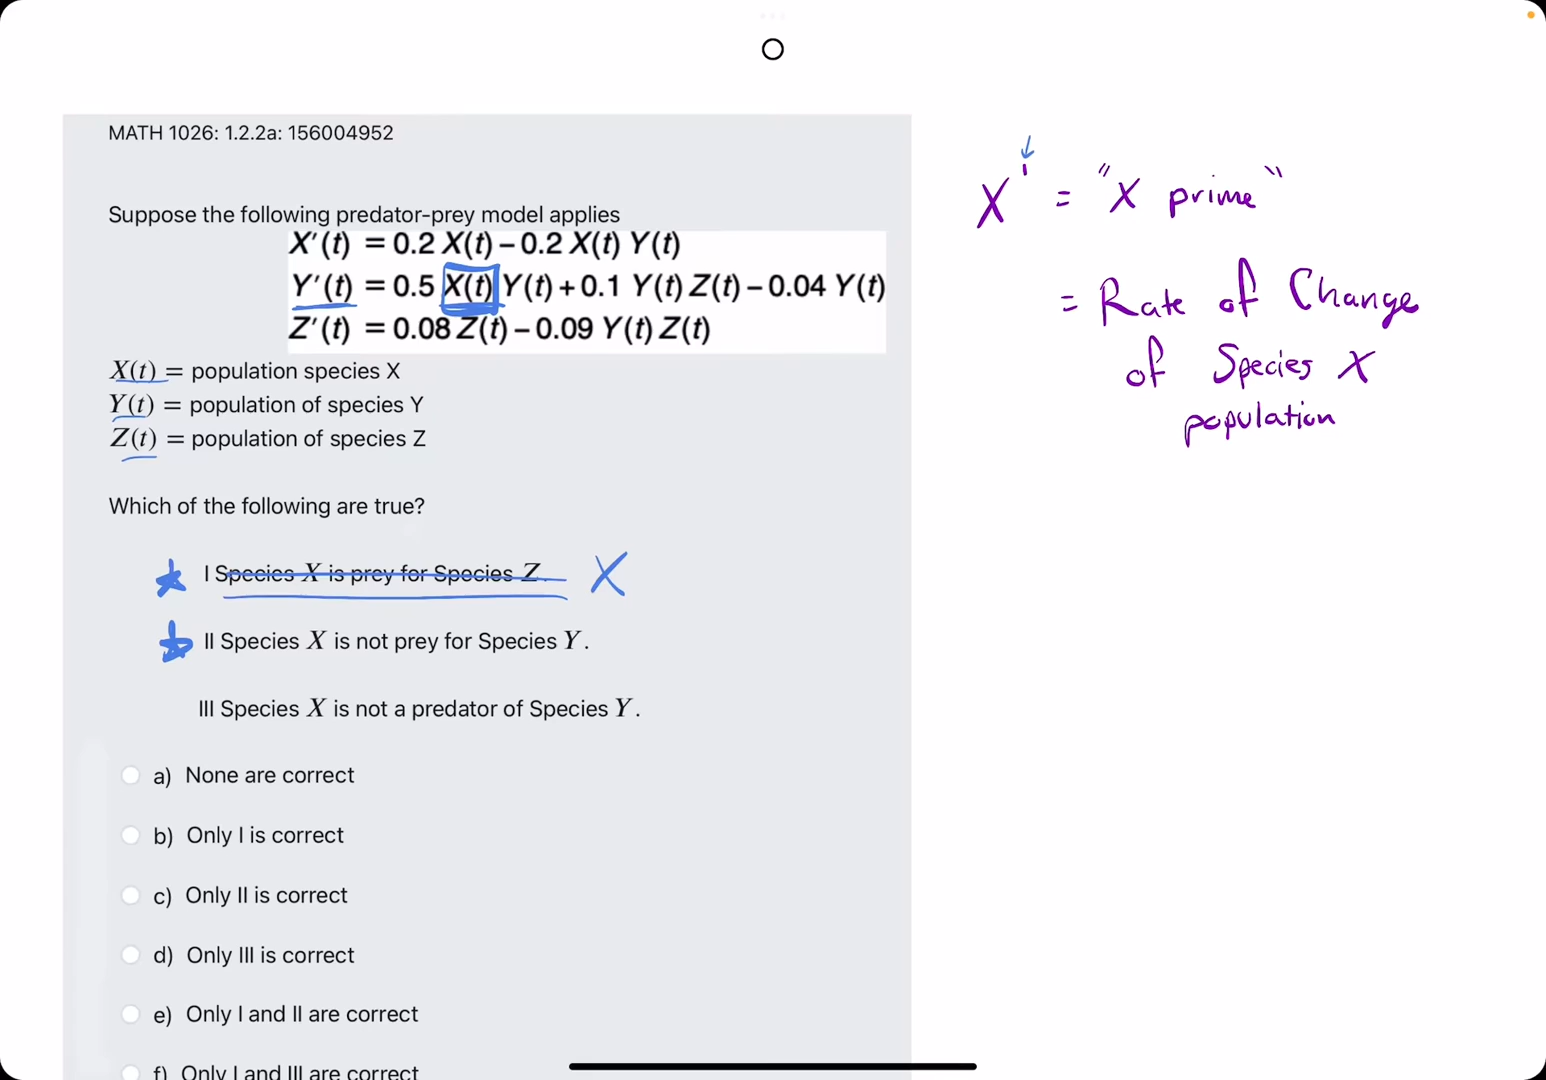 MATH 1026: 1.2.2a: 156004952
Suppose the following predator-prey model applies
X′(t) = 0.2 X(t) – 0.2 X(t) Y(t)
Y′(t) = 0.5 X(t) Y(t) + 0.1 Y(t) Z(t) – 0.04 Y(t)
Z′(t) = 0.08 Z(t) – 0.09 Y(t) Z(t)
X(t) = population species X
Y(t) = population of species Y
Z(t) = population of species Z
Which of the following are true?
I Species X is prey for Species Z. X
II Species X is not prey for Species Y.
III Species X is not a predator of Species Y.
a) None are correct
b) Only I is correct
c) Only II is correct
d) Only III is correct
e) Only I and II are correct
f) Only I and III are correct
X' = "X prime"
= Rate of Change
of Species X
population